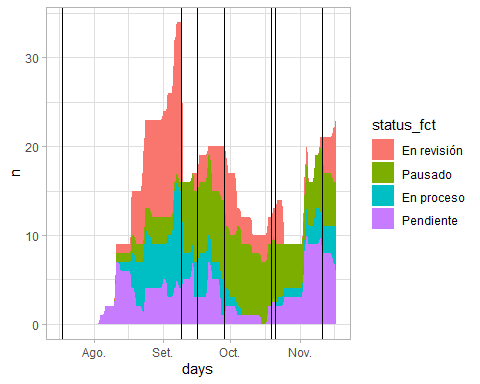 30
20
10
0
n
Ago.
Set.
Oct.
Nov.
days
status_fct
En revisión
Pausado
En proceso
Pendiente